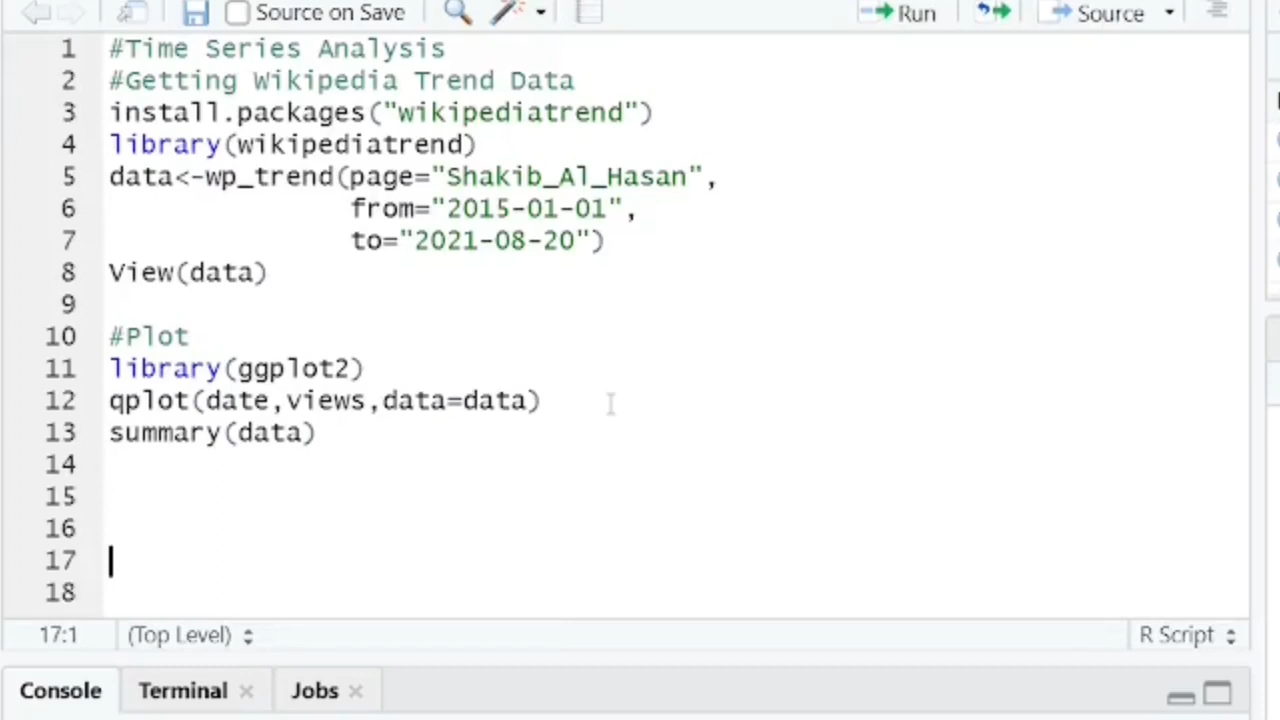 Source on Save Run Source
1 #Time Series Analysis
2 #Getting Wikipedia Trend Data
3 install.packages("wikipediatrend")
4 library(wikipediatrend)
5 data<-wp_trend(page="Shakib_Al_Hasan",
6 from="2015-01-01",
7 to="2021-08-20")
8 View(data)
9
10 #Plot
11 library(ggplot2)
12 qplot(date,views,data=data)
13 summary(data)
14
15
16
17
18
17:1 (Top Level) R Script
Console Terminal Jobs